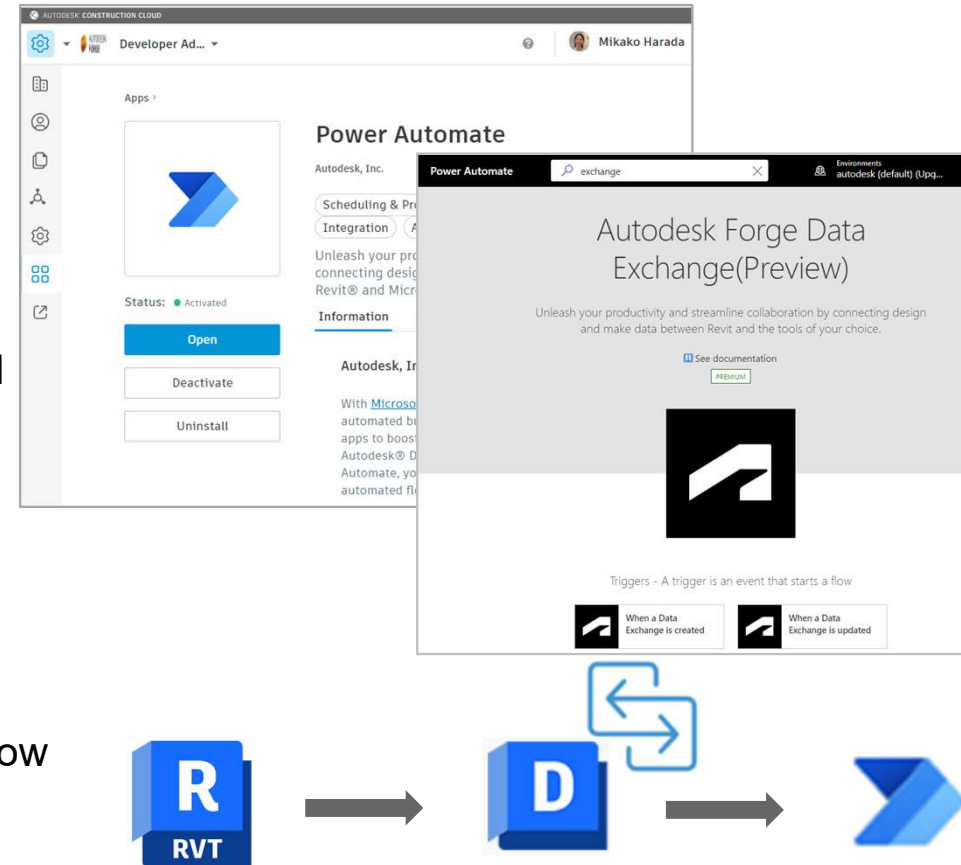 AUTODESK CONSTRUCTION CLOUD
AUTODESK FORGE
Developer Ad...
Mikako Harada
Apps
Power Automate
Autodesk, Inc.
Scheduling & Pr
Integration
A
Unleash your pro
connecting desig
Revit® and Micr
Status: Activated
Information
Open
Deactivate
Uninstall
Autodesk, I
With Microso
automated b
apps to boost
Autodesk® D
Automate, yo
automated fl
Power Automate
exchange
Environments
autodesk (default) (Upg...
Autodesk Forge Data
Exchange(Preview)
Unleash your productivity and streamline collaboration by connecting design
and make data between Revit and the tools of your choice.
See documentation
PREMIUM
Triggers - A trigger is an event that starts a flow
When a Data
Exchange is created
When a Data
Exchange is updated
ow
R
RVT
D